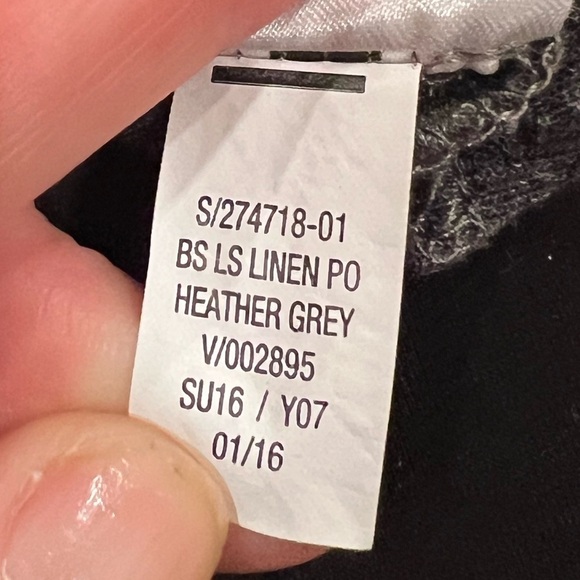 S/274718-01
BS LS LINEN PO
HEATHER GREY
V/002895
SU16 / Y07
01/16